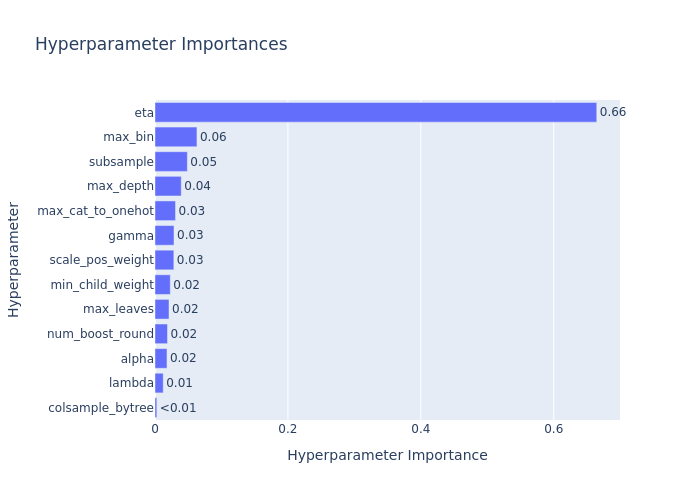 Hyperparameter Importances
Hyperparameter
eta 0.66
max_bin 0.06
subsample 0.05
max_depth 0.04
max_cat_to_onehot 0.03
gamma 0.03
scale_pos_weight 0.03
min_child_weight 0.02
max_leaves 0.02
num_boost_round 0.02
alpha 0.02
lambda 0.01
colsample_bytree <0.01
0 0.2 0.4 0.6
Hyperparameter Importance